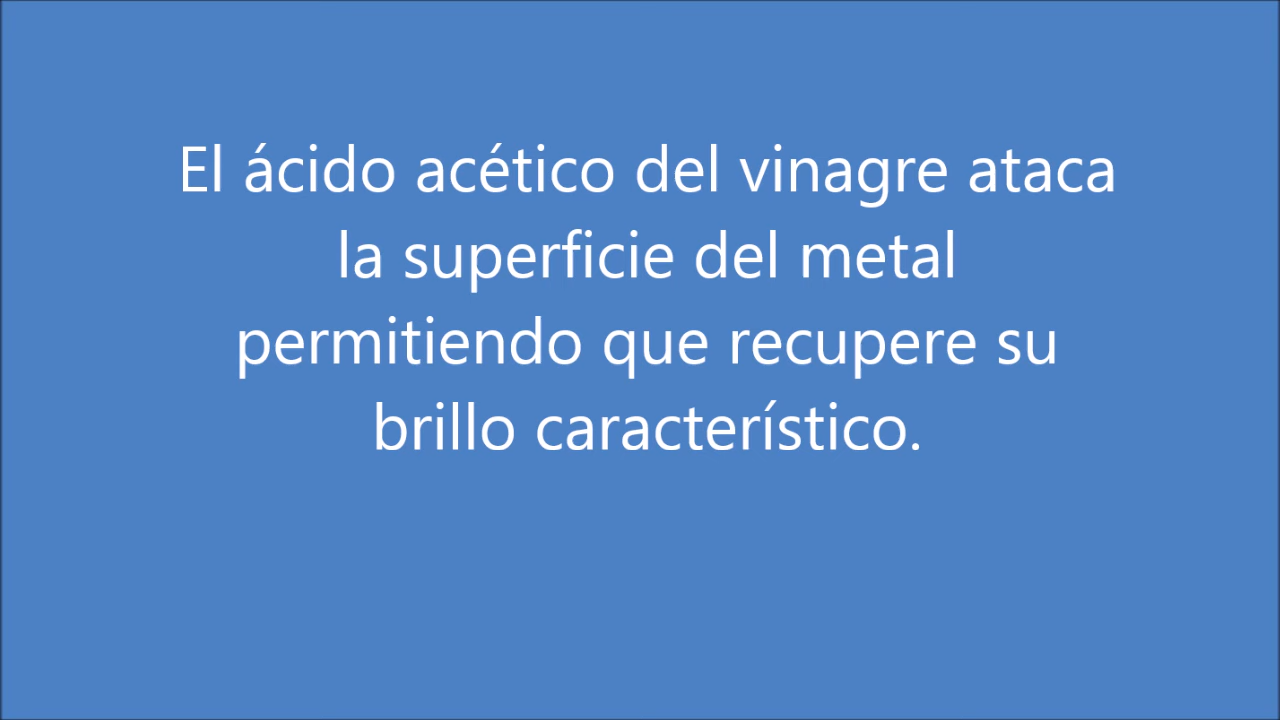 El ácido acético del vinagre ataca
la superficie del metal
permitiendo que recupere su
brillo característico.